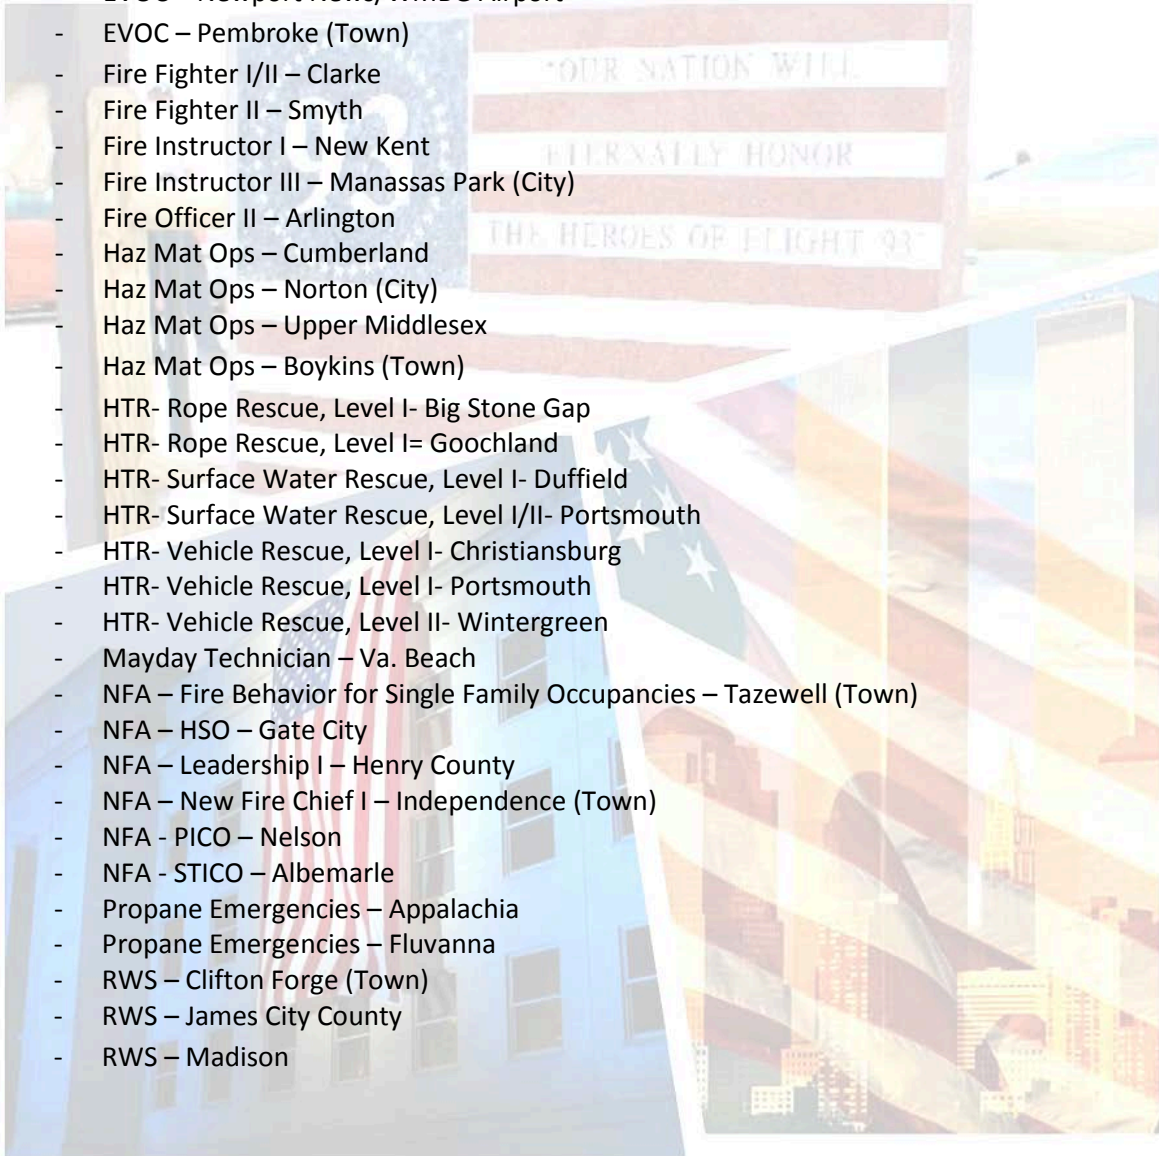 - EVOC – Newport News/
- EVOC – Pembroke (Town)
- Fire Fighter I/II – Clarke
- Fire Fighter II – Smyth
- Fire Instructor I – New Kent
- Fire Instructor III – Manassas Park (City)
- Fire Officer II – Arlington
- Haz Mat Ops – Cumberland
- Haz Mat Ops – Norton (City)
- Haz Mat Ops – Upper Middlesex
- Haz Mat Ops – Boykins (Town)
- HTR- Rope Rescue, Level I- Big Stone Gap
- HTR- Rope Rescue, Level I= Goochland
- HTR- Surface Water Rescue, Level I- Duffield
- HTR- Surface Water Rescue, Level I/II- Portsmouth
- HTR- Vehicle Rescue, Level I- Christiansburg
- HTR- Vehicle Rescue, Level I- Portsmouth
- HTR- Vehicle Rescue, Level II- Wintergreen
- Mayday Technician – Va. Beach
- NFA – Fire Behavior for Single Family Occupancies – Tazewell (Town)
- NFA – HSO – Gate City
- NFA – Leadership I – Henry County
- NFA – New Fire Chief I – Independence (Town)
- NFA - PICO – Nelson
- NFA - STICO – Albemarle
- Propane Emergencies – Appalachia
- Propane Emergencies – Fluvanna
- RWS – Clifton Forge (Town)
- RWS – James City County
- RWS – Madison
"OUR NATION WILL
ETERNALLY HONOR
THE HEROES OF FLIGHT 93"
93